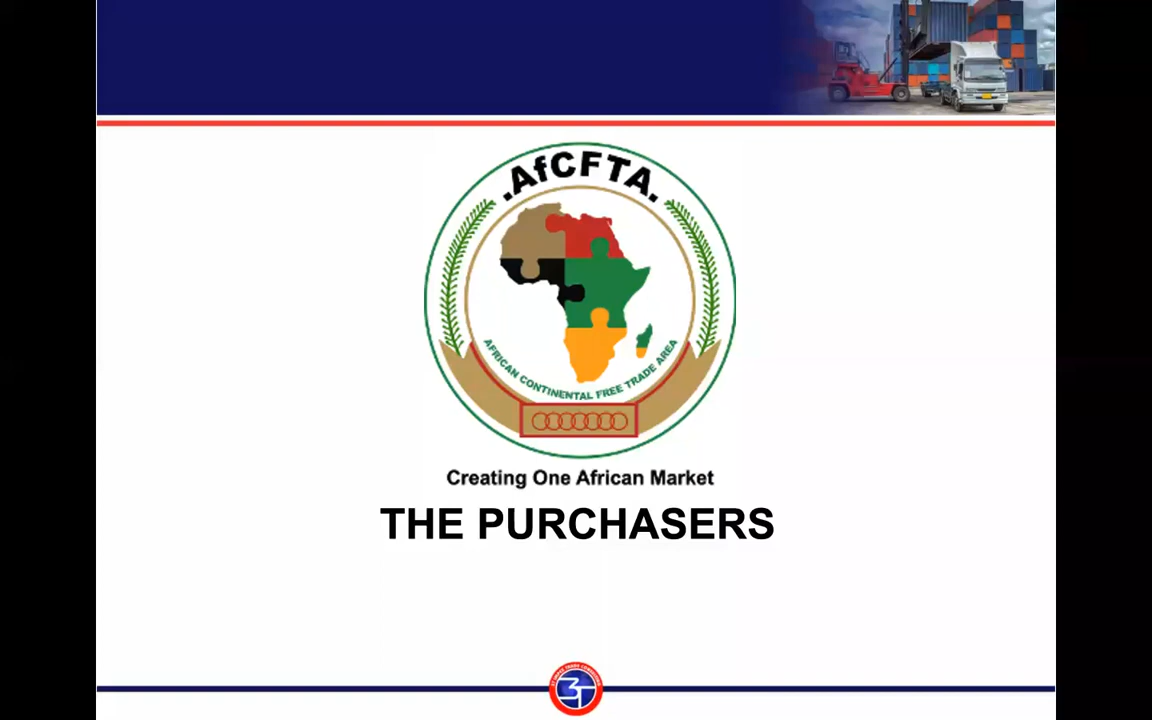 .AfCFTA.
AFRICAN CONTINENTAL FREE TRADE AREA
Creating One African Market
THE PURCHASERS